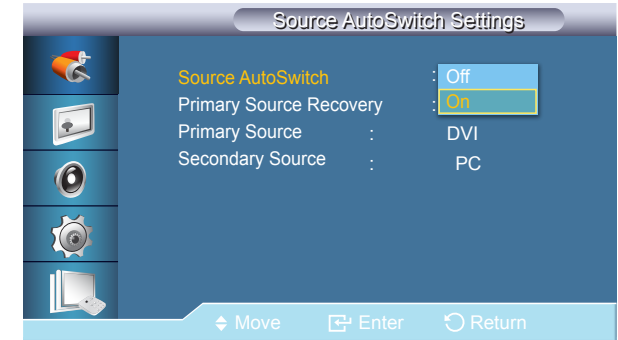 Source AutoSwitch Settings
Source AutoSwitch : Off
Primary Source Recovery : On
Primary Source : DVI
Secondary Source : PC
Move Enter Return